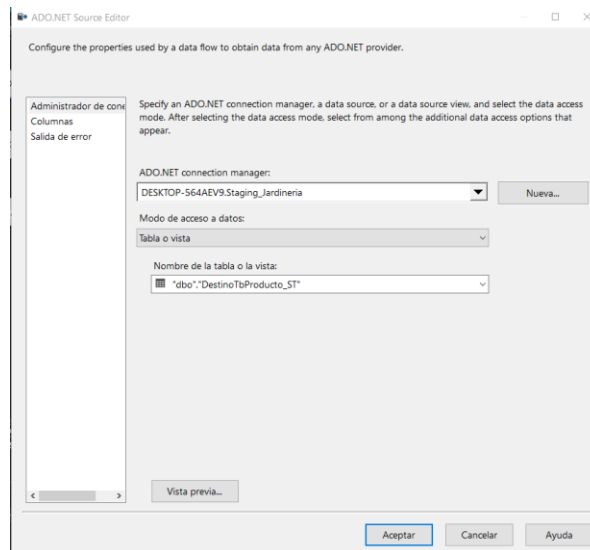 ADO.NET Source Editor
Configure the properties used by a data flow to obtain data from any ADO.NET provider.
Administrador de cone
Columnas
Salida de error
Specify an ADO.NET connection manager, a data source, or a data source view, and select the data access
mode. After selecting the data access mode, select from among the additional data access options that
appear.
ADO.NET connection manager:
DESKTOP-564AEV9.Staging_Jardineria
Nueva...
Modo de acceso a datos:
Tabla o vista
Nombre de la tabla o la vista:
"dbo"."DestinoTbProducto_ST"
Vista previa...
Aceptar
Cancelar
Ayuda